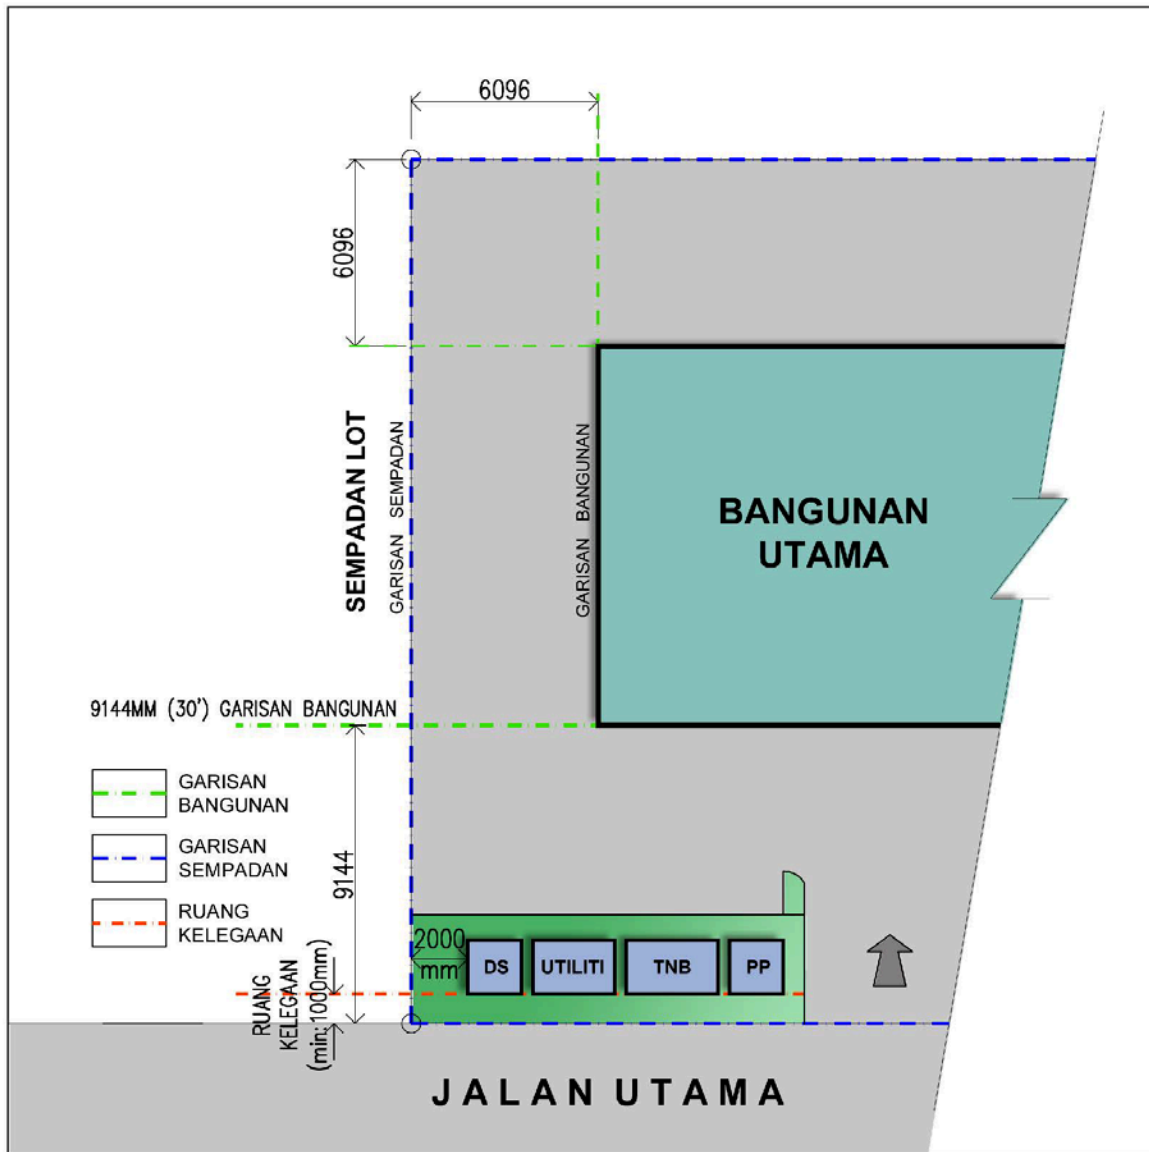 6096
6096
SEMPADAN LOT
GARISAN SEMPADAN
GARISAN BANGUNAN
BANGUNAN
UTAMA
9144MM (30') GARISAN BANGUNAN
GARISAN
BANGUNAN
GARISAN
SEMPADAN
RUANG
KELEGAAN
9144
2000
mm
DS
UTILITI
TNB
PP
RUANG
KELEGAAN
(min:1000mm)
JALAN UTAMA